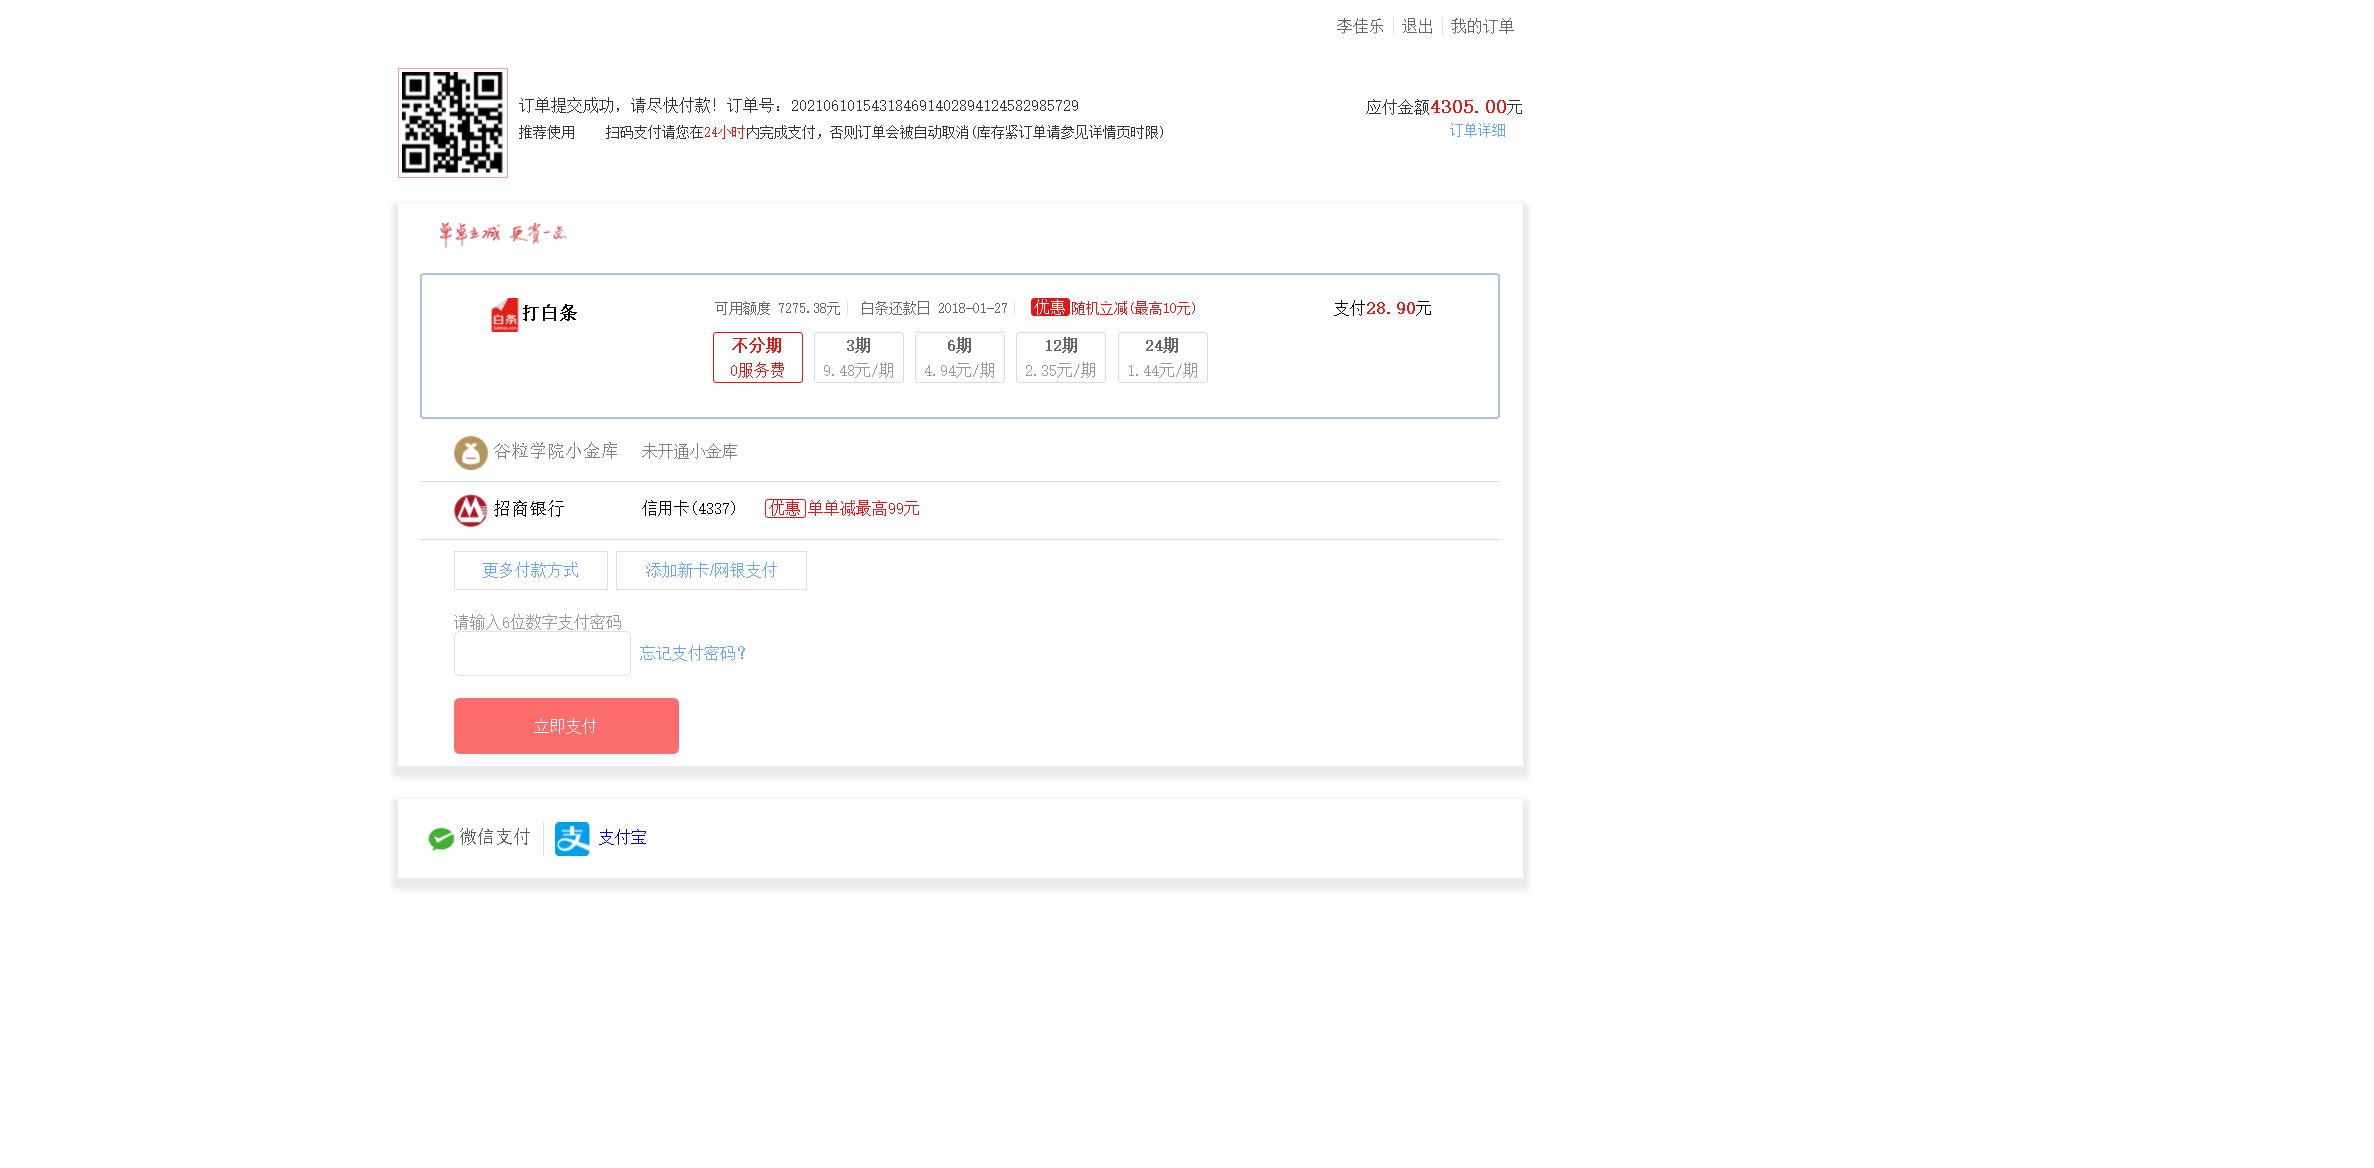 李佳乐 退出 我的订单
订单提交成功，请尽快付款！订单号：202106101543184691402894124582985729
应付金额4305.00元
推荐使用 扫码支付请您在24小时内完成支付，否则订单会被自动取消(库存紧订单请参见详情页时限)
订单详细
单单立减 更省一点
白条 打白条
可用额度 7275.38元 白条还款日 2018-01-27 优惠 随机立减(最高10元)
支付28.90元
不分期 3期 6期 12期 24期
0服务费 9.48元/期 4.94元/期 2.35元/期 1.44元/期
谷粒学院小金库 未开通小金库
招商银行 信用卡(4337) 优惠 单单减最高99元
更多付款方式 添加新卡/网银支付
请输入6位数字支付密码
忘记支付密码？
立即支付
微信支付 支 支付宝